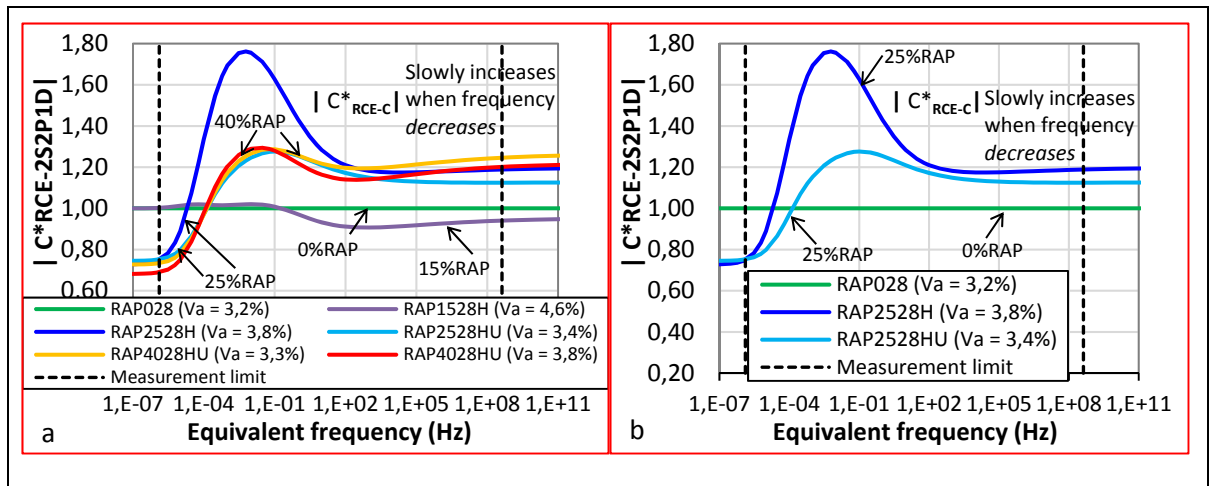 |C*RCE-2S2P1D|
1,80
1,60
1,40
1,20
1,00
0,80
0,60
Slowly increases
when frequency
decreases
| C*RCE-C|
40%RAP
0%RAP
15%RAP
25%RAP
RAP028 (Va = 3,2%)
RAP1528H (Va = 4,6%)
RAP2528H (Va = 3,8%)
RAP2528HU (Va = 3,4%)
RAP4028HU (Va = 3,3%)
RAP4028HU (Va = 3,8%)
Measurement limit
1,E-07 1,E-04 1,E-01 1,E+02 1,E+05 1,E+08 1,E+11
a
Equivalent frequency (Hz)
|C*RCE-2S2P1D|
1,80
1,60
1,40
1,20
1,00
0,80
0,60
0,40
0,20
25%RAP
| C*RCE-C|
Slowly increases
when frequency
decreases
0%RAP
25%RAP
RAP028 (Va = 3,2%)
RAP2528H (Va = 3,8%)
RAP2528HU (Va = 3,4%)
Measurement limit
1,E-07 1,E-04 1,E-01 1,E+02 1,E+05 1,E+08 1,E+11
b
Equivalent frequency (Hz)